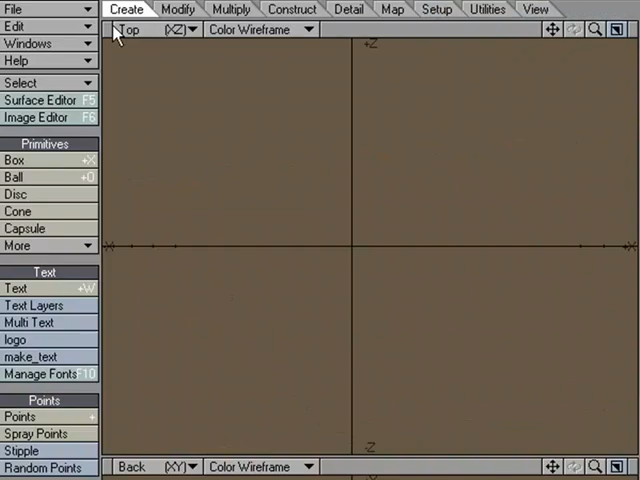 File Create Modify Multiply Construct Detail Map Setup Utilities View
Edit Top (XZ) Color Wireframe
Windows +Z
Help
Select
Surface Editor F5
Image Editor F6
Primitives
Box +X
Ball +O
Disc
Cone
Capsule
More -X +X
Text
Text +W
Text Layers
Multi Text
logo
make_text
Manage Fonts F10
Points
Points +
Spray Points
Stipple -Z
Random Points Back (XY) Color Wireframe